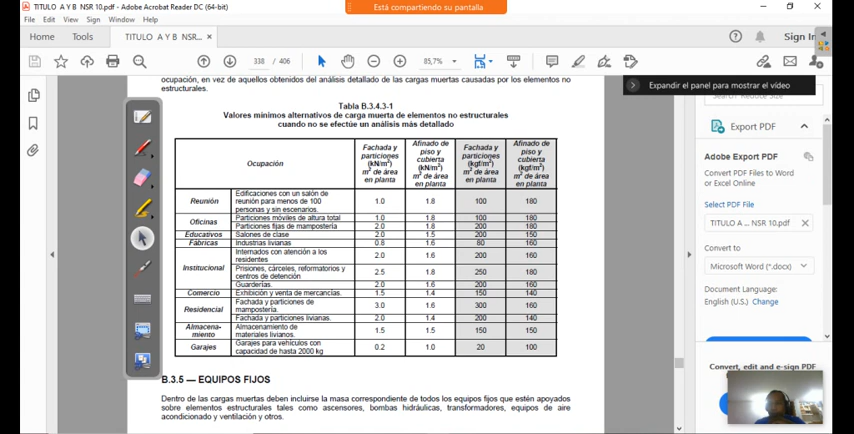 TITULO A Y B NSR 10.pdf - Adobe Acrobat Reader DC (64-bit)
Está compartiendo su pantalla
File Edit View Sign Window Help
Home Tools TITULO A Y B NSR... × Sign In
338 / 406 85,7%
Expandir el panel para mostrar el vídeo
ocupación, en vez de aquellos obtenidos del análisis detallado de las cargas muertas causadas por los elementos no
estructurales.
Tabla B.3.4.3-1
Valores mínimos alternativos de carga muerta de elementos no estructurales
cuando no se efectúe un análisis más detallado
Ocupación
Fachada y particiones (kN/m²) m² de área en planta
Afinado de piso y cubierta (kN/m²) m² de área en planta
Fachada y particiones (kgf/m²) m² de área en planta
Afinado de piso y cubierta (kgf/m²) m² de área en planta
Reunión Edificaciones con un salón de reunión para menos de 100 personas y sin escenarios. 1.0 1.8 100 180
Oficinas Particiones móviles de altura total 1.0 1.8 100 180
Particiones fijas de mampostería 2.0 1.8 200 180
Educativos Salones de clase 2.0 1.5 200 150
Fábricas Industrias livianas 0.8 1.6 80 160
Institucional Internados con atención a los residentes 2.0 1.6 200 160
Prisiones, cárceles, reformatorios y centros de detención 2.5 1.8 250 180
Guarderías. 2.0 1.6 200 160
Comercio Exhibición y venta de mercancías. 1.5 1.4 150 140
Residencial Fachada y particiones de mampostería. 3.0 1.6 300 160
Fachada y particiones livianas. 2.0 1.4 200 140
Almacena-miento Almacenamiento de materiales livianos. 1.5 1.5 150 150
Garajes Garajes para vehículos con capacidad de hasta 2000 kg 0.2 1.0 20 100
B.3.5 — EQUIPOS FIJOS
Dentro de las cargas muertas deben incluirse la masa correspondiente de todos los equipos fijos que estén apoyados
sobre elementos estructurales tales como ascensores, bombas hidráulicas, transformadores, equipos de aire
acondicionado y ventilación y otros.
Export PDF
Adobe Export PDF
Convert PDF Files to Word
or Excel Online
Select PDF File
TITULO A ... NSR 10.pdf ×
Convert to
Microsoft Word (*.docx)
Document Language:
English (U.S.) Change
Convert, edit and e-sign PDF